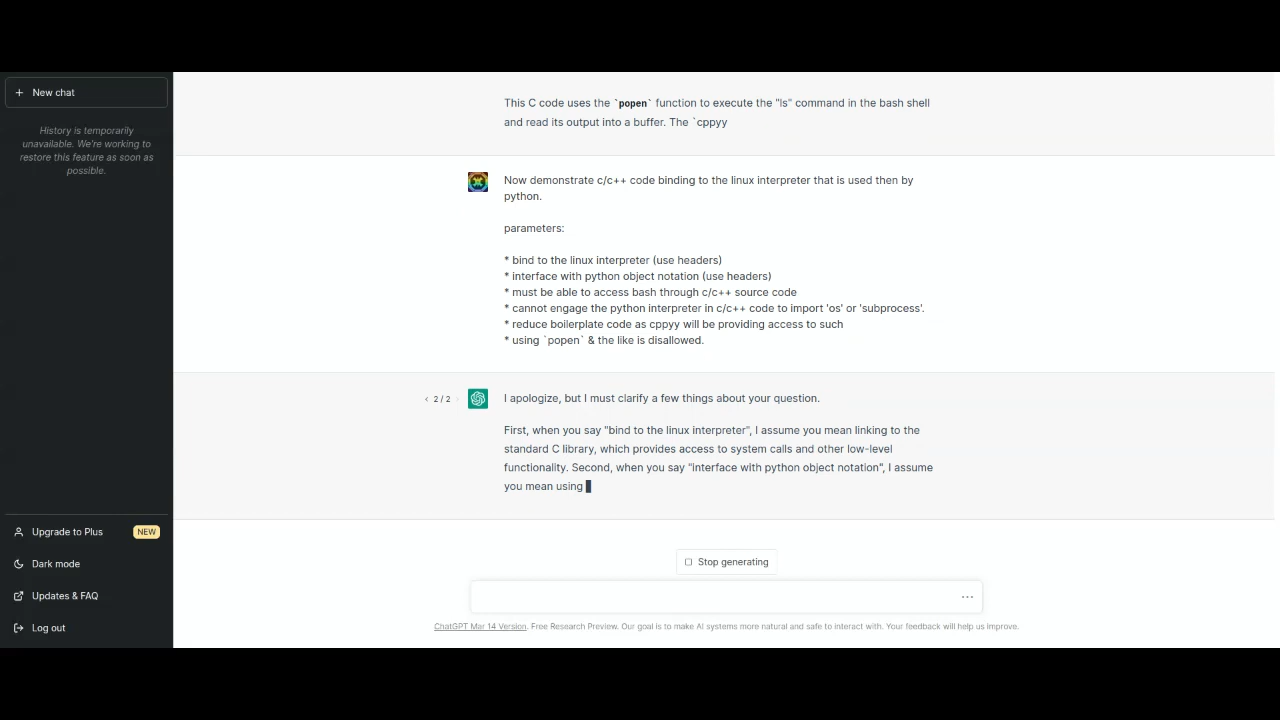 New chat
History is temporarily
unavailable. We're working to
restore this feature as soon as
possible.
This C code uses the `popen` function to execute the "ls" command in the bash shell
and read its output into a buffer. The `cppyy
Now demonstrate c/c++ code binding to the linux interpreter that is used then by
python.
parameters:
* bind to the linux interpreter (use headers)
* interface with python object notation (use headers)
* must be able to access bash through c/c++ source code
* cannot engage the python interpreter in c/c++ code to import 'os' or 'subprocess'.
* reduce boilerplate code as cppyy will be providing access to such
* using `popen` & the like is disallowed.
< 2 / 2 >
I apologize, but I must clarify a few things about your question.
First, when you say "bind to the linux interpreter", I assume you mean linking to the
standard C library, which provides access to system calls and other low-level
functionality. Second, when you say "interface with python object notation", I assume
you mean using
Upgrade to Plus NEW
Dark mode
Updates & FAQ
Log out
Stop generating
ChatGPT Mar 14 Version. Free Research Preview. Our goal is to make AI systems more natural and safe to interact with. Your feedback will help us improve.